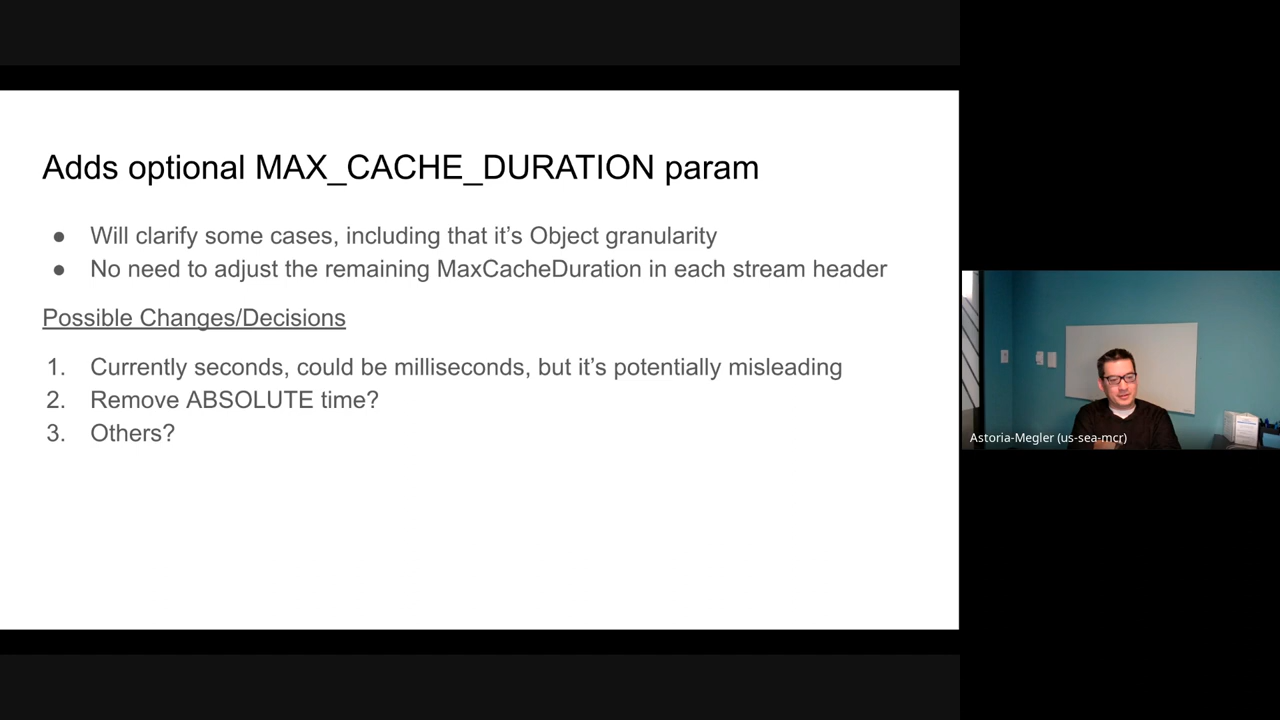 Adds optional MAX_CACHE_DURATION param
● Will clarify some cases, including that it’s Object granularity
● No need to adjust the remaining MaxCacheDuration in each stream header
Possible Changes/Decisions
1. Currently seconds, could be milliseconds, but it’s potentially misleading
2. Remove ABSOLUTE time?
3. Others?
Astoria-Megler (us-sea-mcr)